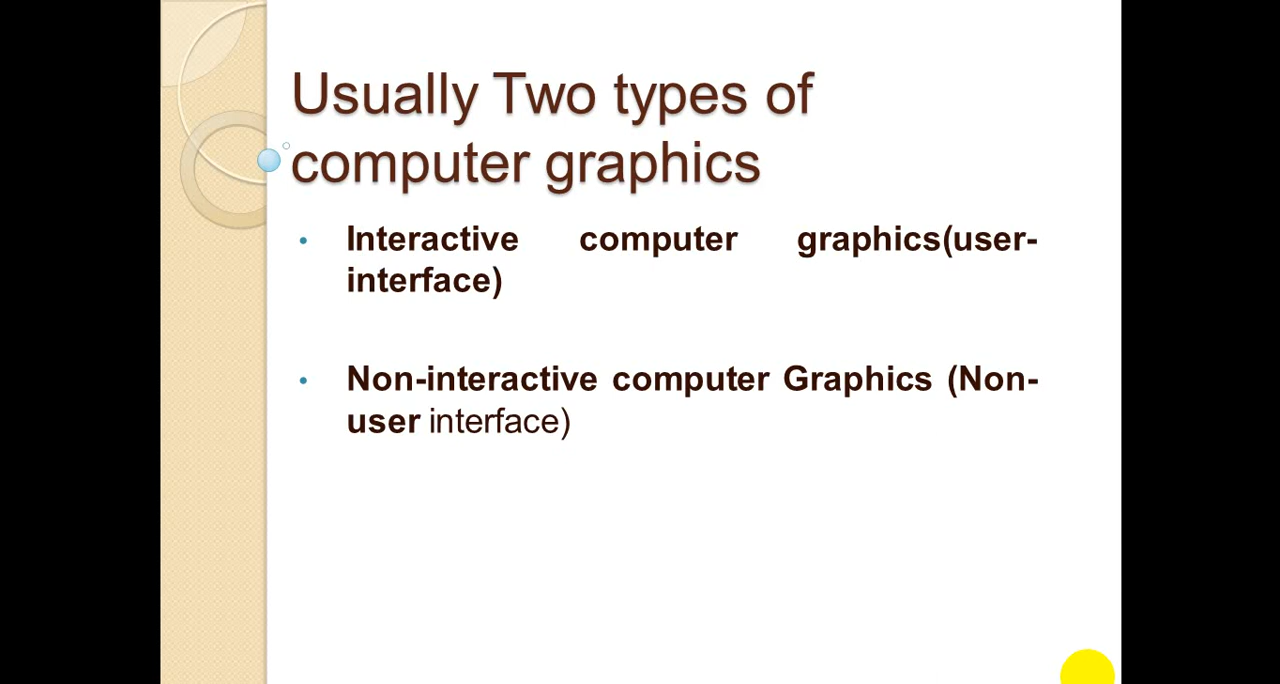 Usually Two types of
computer graphics
• Interactive computer graphics(user-
interface)
• Non-interactive computer Graphics (Non-
user interface)